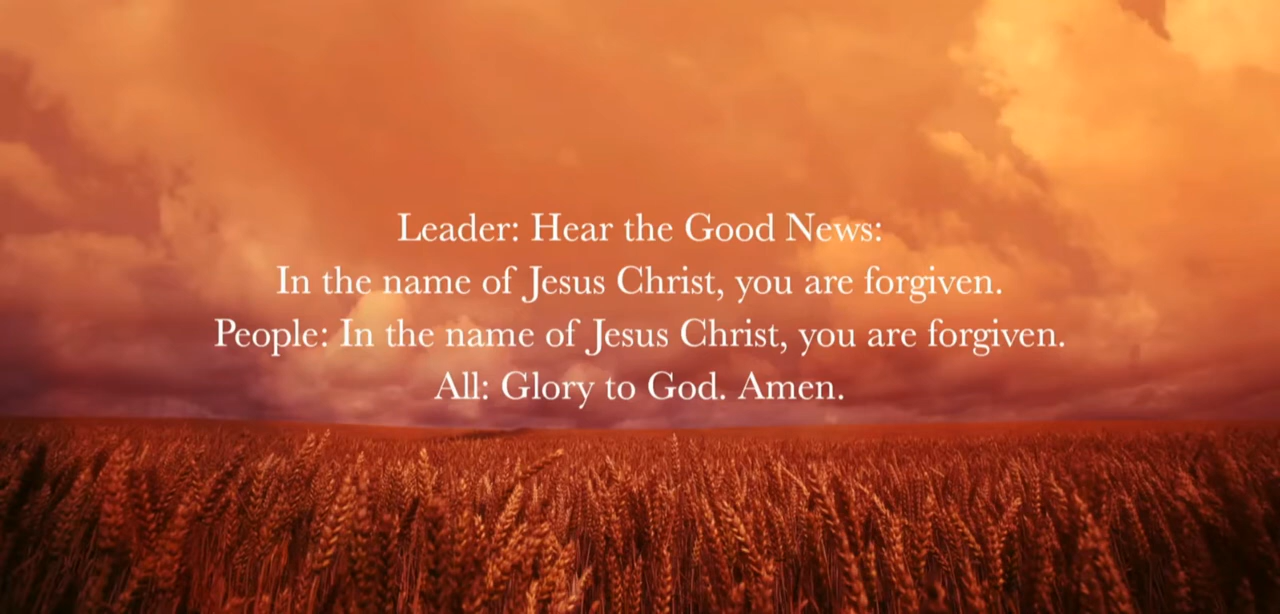 Leader: Hear the Good News:
In the name of Jesus Christ, you are forgiven.
People: In the name of Jesus Christ, you are forgiven.
All: Glory to God. Amen.